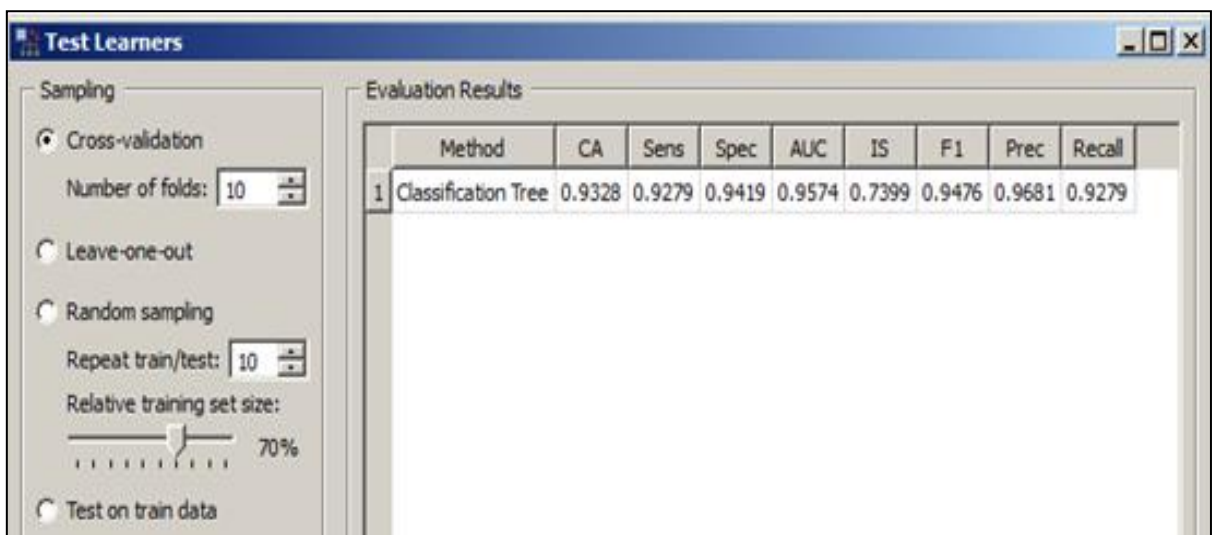 Test Learners
Sampling
Cross-validation
Number of folds: 10
Leave-one-out
Random sampling
Repeat train/test: 10
Relative training set size:
70%
Test on train data
Evaluation Results
Method CA Sens Spec AUC IS F1 Prec Recall
1 Classification Tree 0.9328 0.9279 0.9419 0.9574 0.7399 0.9476 0.9681 0.9279